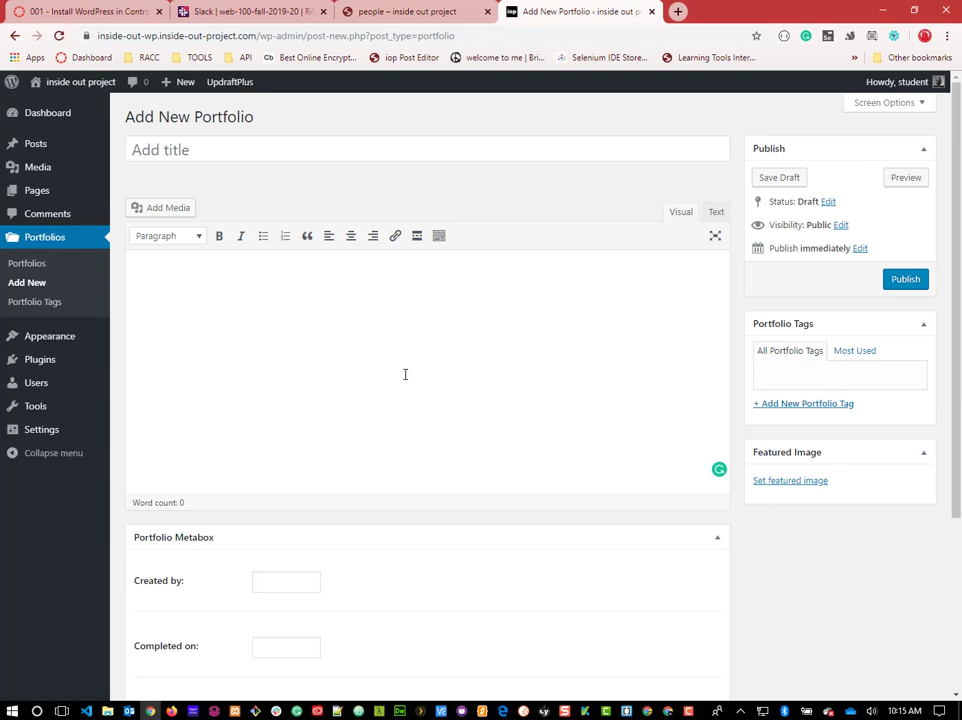 001 - Install WordPress in Contro
Slack | web-100-fall-2019-20 | RA
people – inside out project
iop
Add New Portfolio ‹ inside out pr
inside-out-wp.inside-out-project.com/wp-admin/post-new.php?post_type=portfolio
Apps
Dashboard
RACC
TOOLS
API
Cb
Best Online Encrypt...
iop Post Editor
welcome to me | Bri...
Selenium IDE Server...
Learning Tools Inter...
»
Other bookmarks
inside out project
0
New
UpdraftPlus
Howdy, student
Dashboard
Posts
Media
Pages
Comments
Portfolios
Portfolios
Add New
Portfolio Tags
Appearance
Plugins
Users
Tools
Settings
Collapse menu
Screen Options
Add New Portfolio
Add title
Add Media
Visual
Text
Paragraph
B
I
Word count: 0
Portfolio Metabox
Created by:
Completed on:
Publish
Save Draft
Preview
Status: Draft Edit
Visibility: Public Edit
Publish immediately Edit
Publish
Portfolio Tags
All Portfolio Tags
Most Used
+ Add New Portfolio Tag
Featured Image
Set featured image
10:15 AM